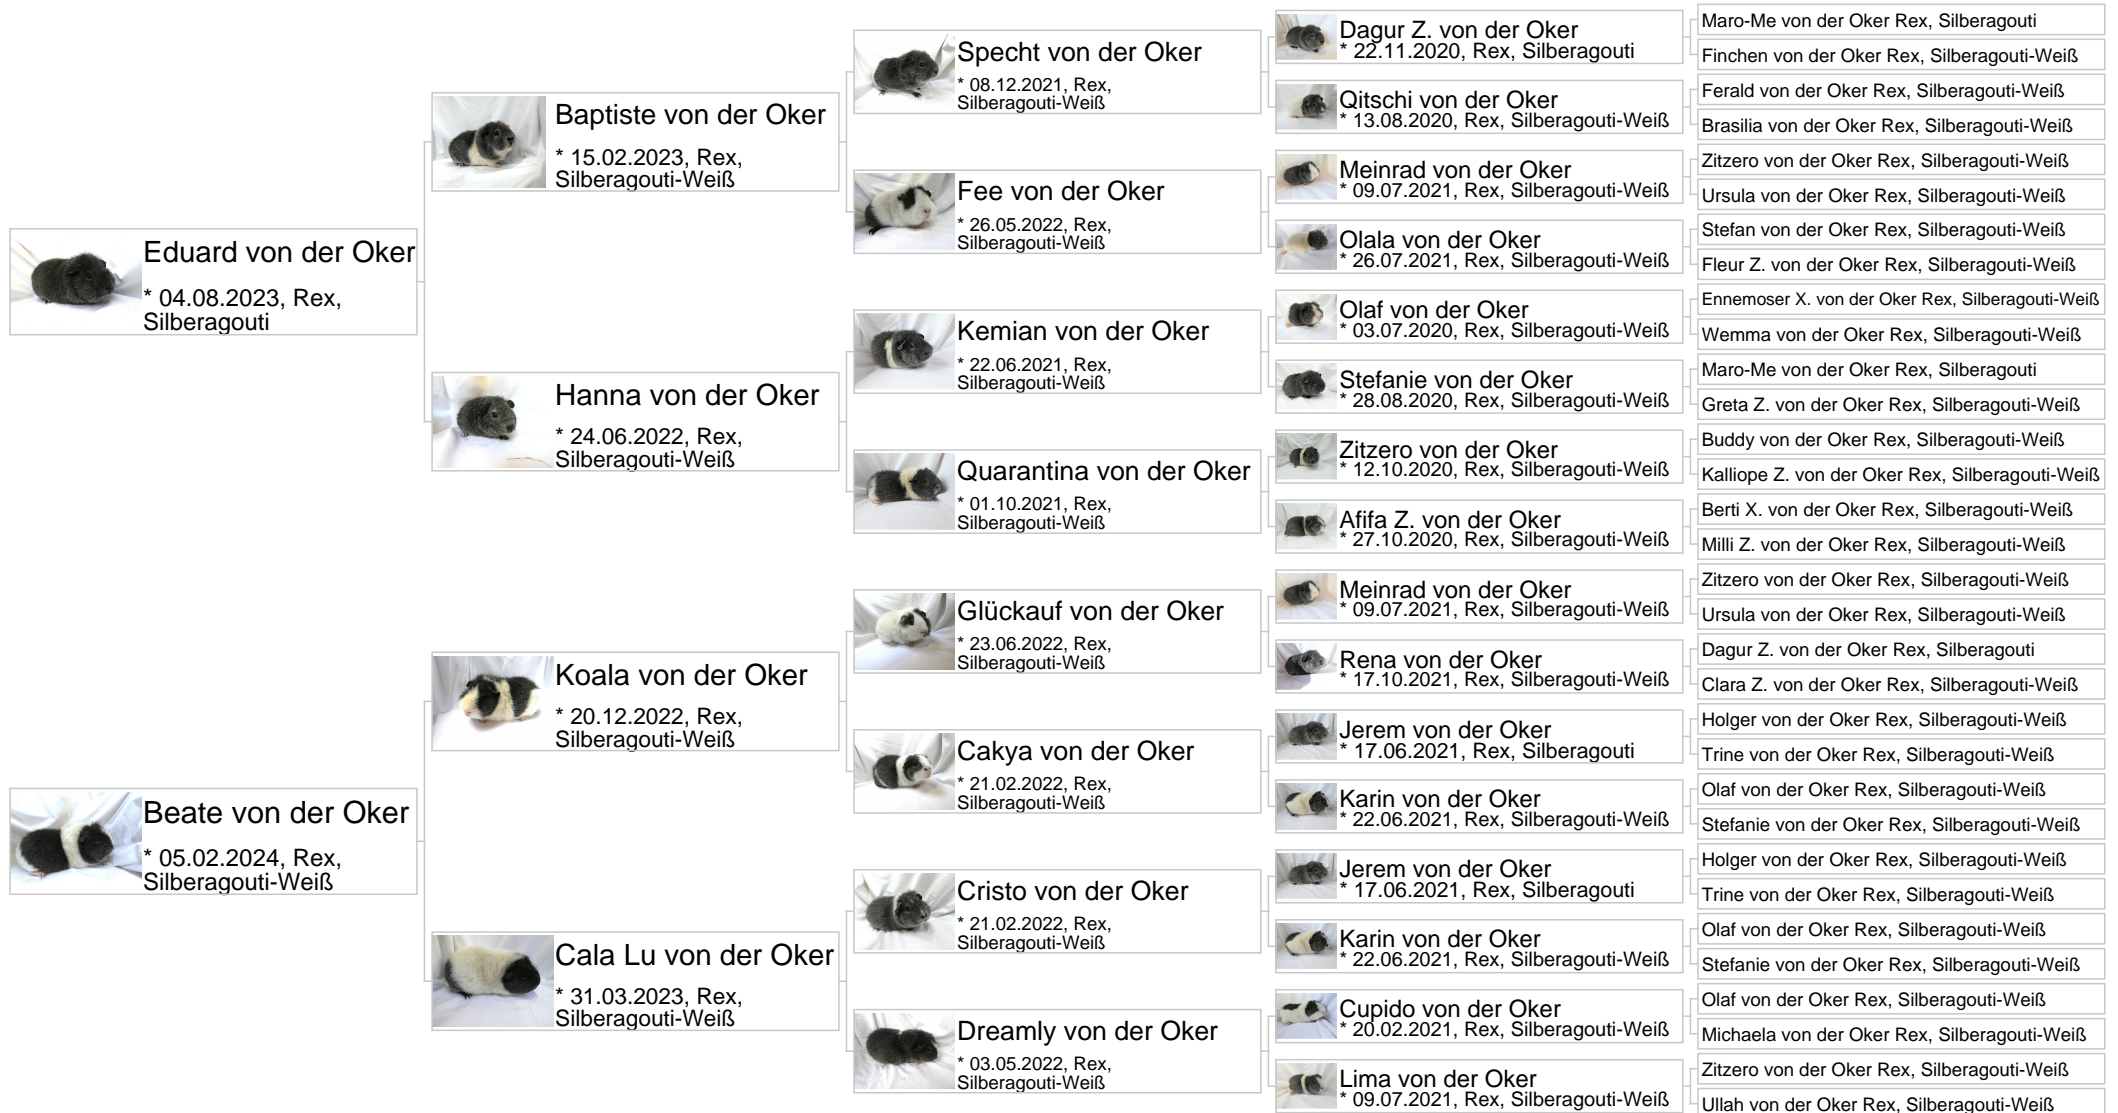 Eduard von der Oker
* 04.08.2023, Rex,
Silberagouti
Beate von der Oker
* 05.02.2024, Rex,
Silberagouti-Weiß
Baptiste von der Oker
* 15.02.2023, Rex,
Silberagouti-Weiß
Hanna von der Oker
* 24.06.2022, Rex,
Silberagouti-Weiß
Koala von der Oker
* 20.12.2022, Rex,
Silberagouti-Weiß
Cala Lu von der Oker
* 31.03.2023, Rex,
Silberagouti-Weiß
Specht von der Oker
* 08.12.2021, Rex,
Silberagouti-Weiß
Fee von der Oker
* 26.05.2022, Rex,
Silberagouti-Weiß
Kemian von der Oker
* 22.06.2021, Rex,
Silberagouti-Weiß
Quarantina von der Oker
* 01.10.2021, Rex,
Silberagouti-Weiß
Glückauf von der Oker
* 23.06.2022, Rex,
Silberagouti-Weiß
Cakya von der Oker
* 21.02.2022, Rex,
Silberagouti-Weiß
Cristo von der Oker
* 21.02.2022, Rex,
Silberagouti-Weiß
Dreamly von der Oker
* 03.05.2022, Rex,
Silberagouti-Weiß
Dagur Z. von der Oker
* 22.11.2020, Rex, Silberagouti
Qitschi von der Oker
* 13.08.2020, Rex, Silberagouti-Weiß
Meinrad von der Oker
* 09.07.2021, Rex, Silberagouti-Weiß
Olala von der Oker
* 26.07.2021, Rex, Silberagouti-Weiß
Olaf von der Oker
* 03.07.2020, Rex, Silberagouti-Weiß
Stefanie von der Oker
* 28.08.2020, Rex, Silberagouti-Weiß
Zitzero von der Oker
* 12.10.2020, Rex, Silberagouti-Weiß
Afifa Z. von der Oker
* 27.10.2020, Rex, Silberagouti-Weiß
Meinrad von der Oker
* 09.07.2021, Rex, Silberagouti-Weiß
Rena von der Oker
* 17.10.2021, Rex, Silberagouti-Weiß
Jerem von der Oker
* 17.06.2021, Rex, Silberagouti
Karin von der Oker
* 22.06.2021, Rex, Silberagouti-Weiß
Jerem von der Oker
* 17.06.2021, Rex, Silberagouti
Karin von der Oker
* 22.06.2021, Rex, Silberagouti-Weiß
Cupido von der Oker
* 20.02.2021, Rex, Silberagouti-Weiß
Lima von der Oker
* 09.07.2021, Rex, Silberagouti-Weiß
Maro-Me von der Oker Rex, Silberagouti
Finchen von der Oker Rex, Silberagouti-Weiß
Ferald von der Oker Rex, Silberagouti-Weiß
Brasilia von der Oker Rex, Silberagouti-Weiß
Zitzero von der Oker Rex, Silberagouti-Weiß
Ursula von der Oker Rex, Silberagouti-Weiß
Stefan von der Oker Rex, Silberagouti-Weiß
Fleur Z. von der Oker Rex, Silberagouti-Weiß
Ennemoser X. von der Oker Rex, Silberagouti-Weiß
Wemma von der Oker Rex, Silberagouti-Weiß
Maro-Me von der Oker Rex, Silberagouti
Greta Z. von der Oker Rex, Silberagouti-Weiß
Buddy von der Oker Rex, Silberagouti-Weiß
Kalliope Z. von der Oker Rex, Silberagouti-Weiß
Berti X. von der Oker Rex, Silberagouti-Weiß
Milli Z. von der Oker Rex, Silberagouti-Weiß
Zitzero von der Oker Rex, Silberagouti-Weiß
Ursula von der Oker Rex, Silberagouti-Weiß
Dagur Z. von der Oker Rex, Silberagouti
Clara Z. von der Oker Rex, Silberagouti-Weiß
Holger von der Oker Rex, Silberagouti-Weiß
Trine von der Oker Rex, Silberagouti-Weiß
Olaf von der Oker Rex, Silberagouti-Weiß
Stefanie von der Oker Rex, Silberagouti-Weiß
Holger von der Oker Rex, Silberagouti-Weiß
Trine von der Oker Rex, Silberagouti-Weiß
Olaf von der Oker Rex, Silberagouti-Weiß
Stefanie von der Oker Rex, Silberagouti-Weiß
Olaf von der Oker Rex, Silberagouti-Weiß
Michaela von der Oker Rex, Silberagouti-Weiß
Zitzero von der Oker Rex, Silberagouti-Weiß
Ullah von der Oker Rex, Silberagouti-Weiß